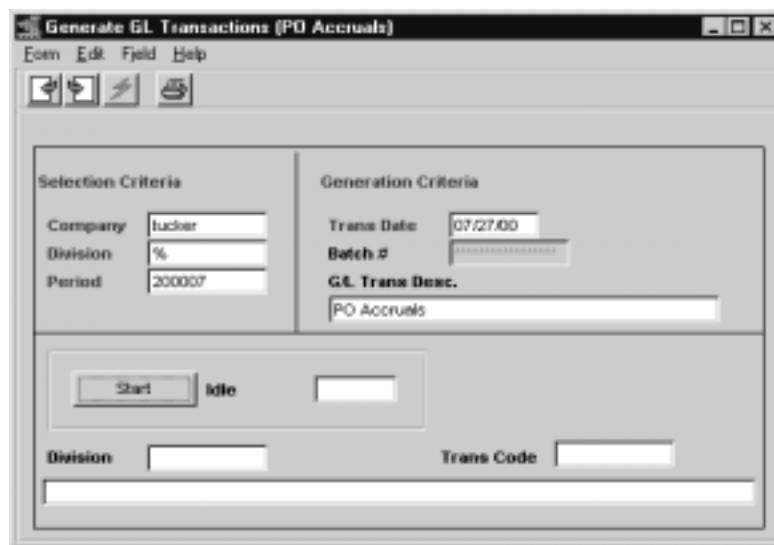 Generate GL Transactions (PO Accruals)
Form Edit Field Help
Selection Criteria
Generation Criteria
Company tucker
Trans Date 07/27/00
Division %
Batch # ****************
Period 200007
G/L Trans Desc.
PO Accruals
Start Idle
Division
Trans Code